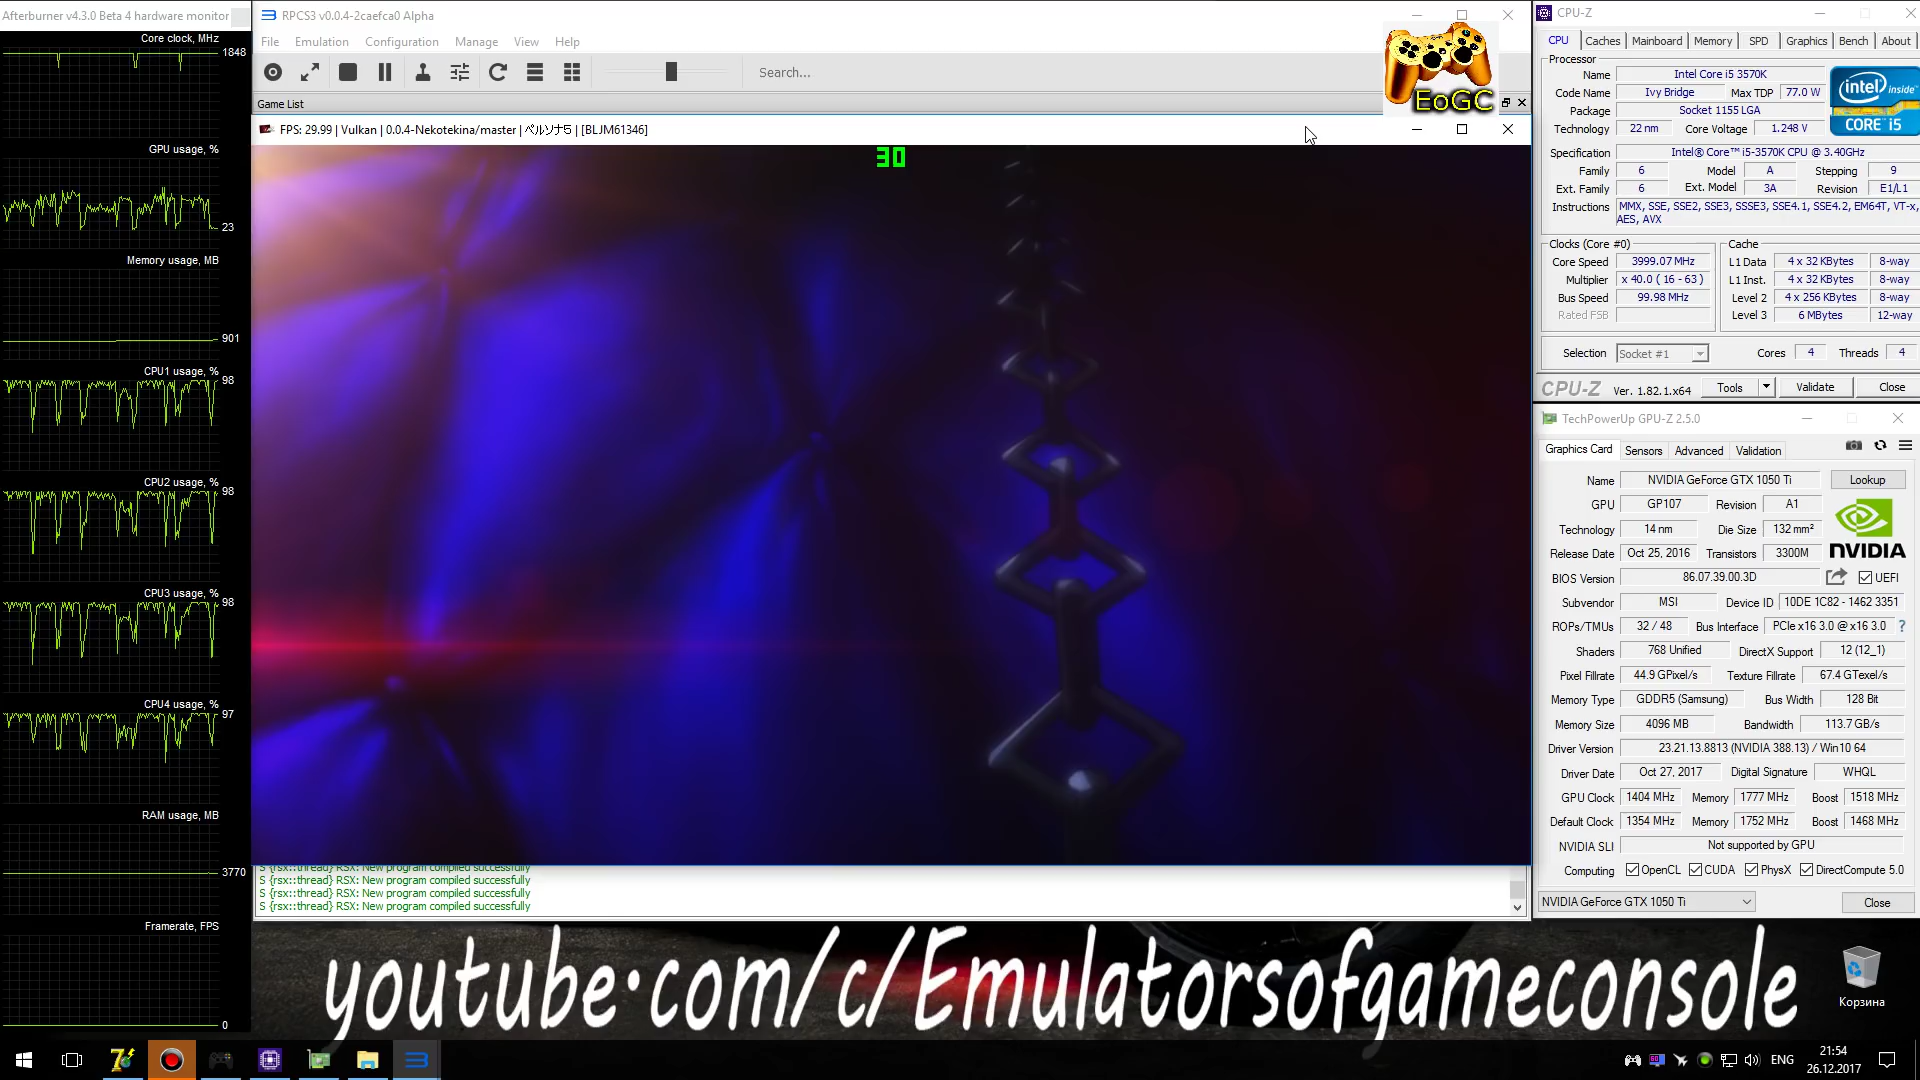 Afterburner v4.3.0 Beta 4 hardware monitor
Core clock, MHz
1848
GPU usage, %
23
Memory usage, MB
901
CPU1 usage, %
98
CPU2 usage, %
98
CPU3 usage, %
98
CPU4 usage, %
97
RAM usage, MB
3770
Framerate, FPS
0
RPCS3 v0.0.4-2caefca0 Alpha
File Emulation Configuration Manage View Help
Search...
EoGC
Game List
FPS: 29.99 | Vulkan | 0.0.4-Nekotekina/master | ペルソナ5 | [BLJM61346]
30
S {rsx::thread} RSX: New program compiled successfully
S {rsx::thread} RSX: New program compiled successfully
S {rsx::thread} RSX: New program compiled successfully
S {rsx::thread} RSX: New program compiled successfully
CPU-Z
CPU Caches Mainboard Memory SPD Graphics Bench About
Processor
Name Intel Core i5 3570K
Code Name Ivy Bridge Max TDP 77.0 W
Package Socket 1155 LGA
Technology 22 nm Core Voltage 1.248 V
intel inside™
CORE i5
Specification Intel® Core™ i5-3570K CPU @ 3.40GHz
Family 6 Model A Stepping 9
Ext. Family 6 Ext. Model 3A Revision E1/L1
Instructions MMX, SSE, SSE2, SSE3, SSSE3, SSE4.1, SSE4.2, EM64T, VT-x,
AES, AVX
Clocks (Core #0) Cache
Core Speed 3999.07 MHz L1 Data 4 x 32 KBytes 8-way
Multiplier x 40.0 ( 16 - 63 ) L1 Inst. 4 x 32 KBytes 8-way
Bus Speed 99.98 MHz Level 2 4 x 256 KBytes 8-way
Rated FSB Level 3 6 MBytes 12-way
Selection Socket #1 Cores 4 Threads 4
CPU-Z Ver. 1.82.1.x64 Tools Validate Close
TechPowerUp GPU-Z 2.5.0
Graphics Card Sensors Advanced Validation
Name NVIDIA GeForce GTX 1050 Ti Lookup
GPU GP107 Revision A1
Technology 14 nm Die Size 132 mm²
Release Date Oct 25, 2016 Transistors 3300M
NVIDIA
BIOS Version 86.07.39.00.3D UEFI
Subvendor MSI Device ID 10DE 1C82 - 1462 3351
ROPs/TMUs 32 / 48 Bus Interface PCIe x16 3.0 @ x16 3.0 ?
Shaders 768 Unified DirectX Support 12 (12_1)
Pixel Fillrate 44.9 GPixel/s Texture Fillrate 67.4 GTexel/s
Memory Type GDDR5 (Samsung) Bus Width 128 Bit
Memory Size 4096 MB Bandwidth 113.7 GB/s
Driver Version 23.21.13.8813 (NVIDIA 388.13) / Win10 64
Driver Date Oct 27, 2017 Digital Signature WHQL
GPU Clock 1404 MHz Memory 1777 MHz Boost 1518 MHz
Default Clock 1354 MHz Memory 1752 MHz Boost 1468 MHz
NVIDIA SLI Not supported by GPU
Computing OpenCL CUDA PhysX DirectCompute 5.0
NVIDIA GeForce GTX 1050 Ti Close
youtube.com/c/Emulatorsofgameconsole
Корзина
ENG
21:54
26.12.2017